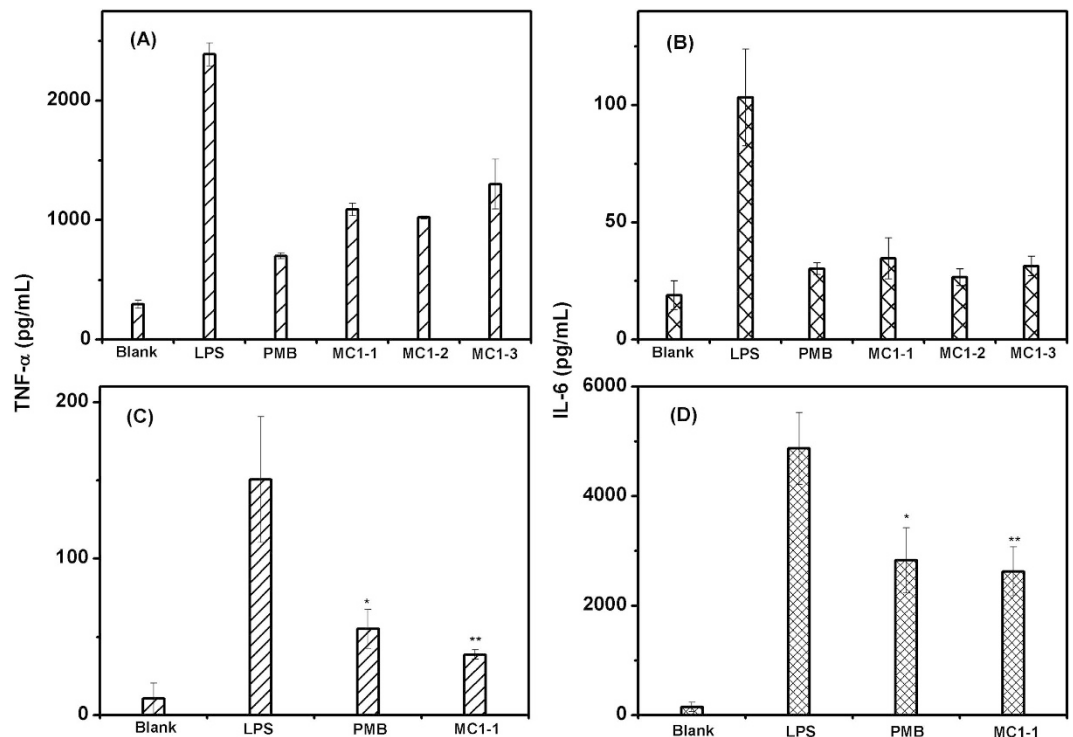 (A)
TNF-α (pg/mL)
2000
1000
0
Blank LPS PMB MC1-1 MC1-2 MC1-3
(B)
IL-6 (pg/mL)
100
50
0
Blank LPS PMB MC1-1 MC1-2 MC1-3
(C)
200
100
0
*
**
Blank LPS PMB MC1-1
(D)
6000
4000
2000
0
*
**
Blank LPS PMB MC1-1